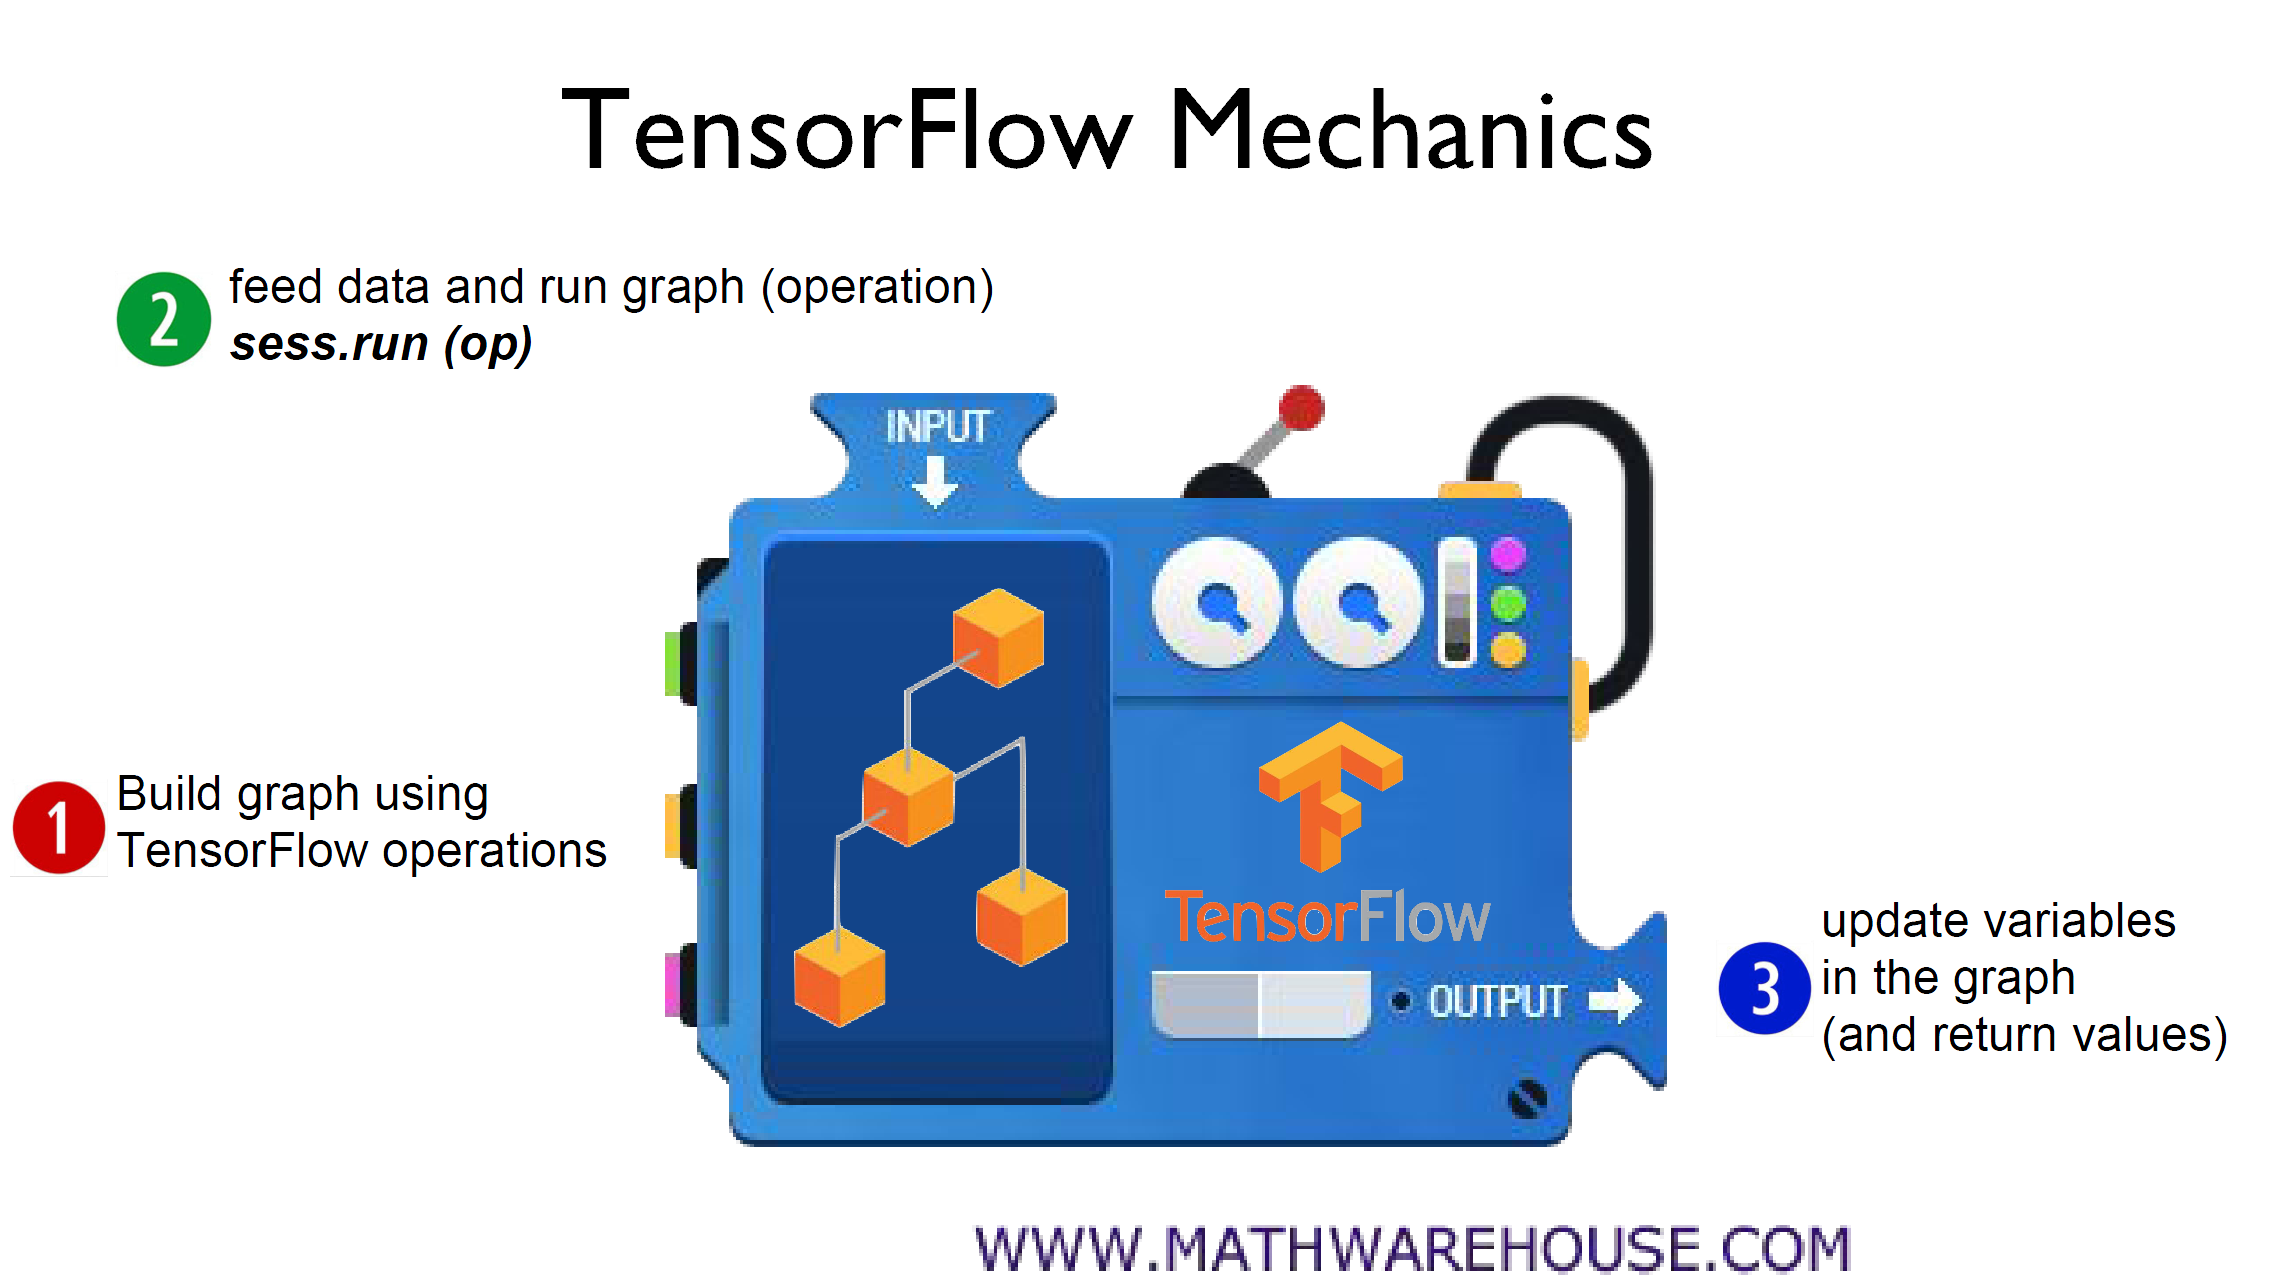 TensorFlow Mechanics
2
feed data and run graph (operation)
sess.run (op)
INPUT
1
Build graph using
TensorFlow operations
TensorFlow
OUTPUT
3
update variables
in the graph
(and return values)
WWW.MATHWAREHOUSE.COM